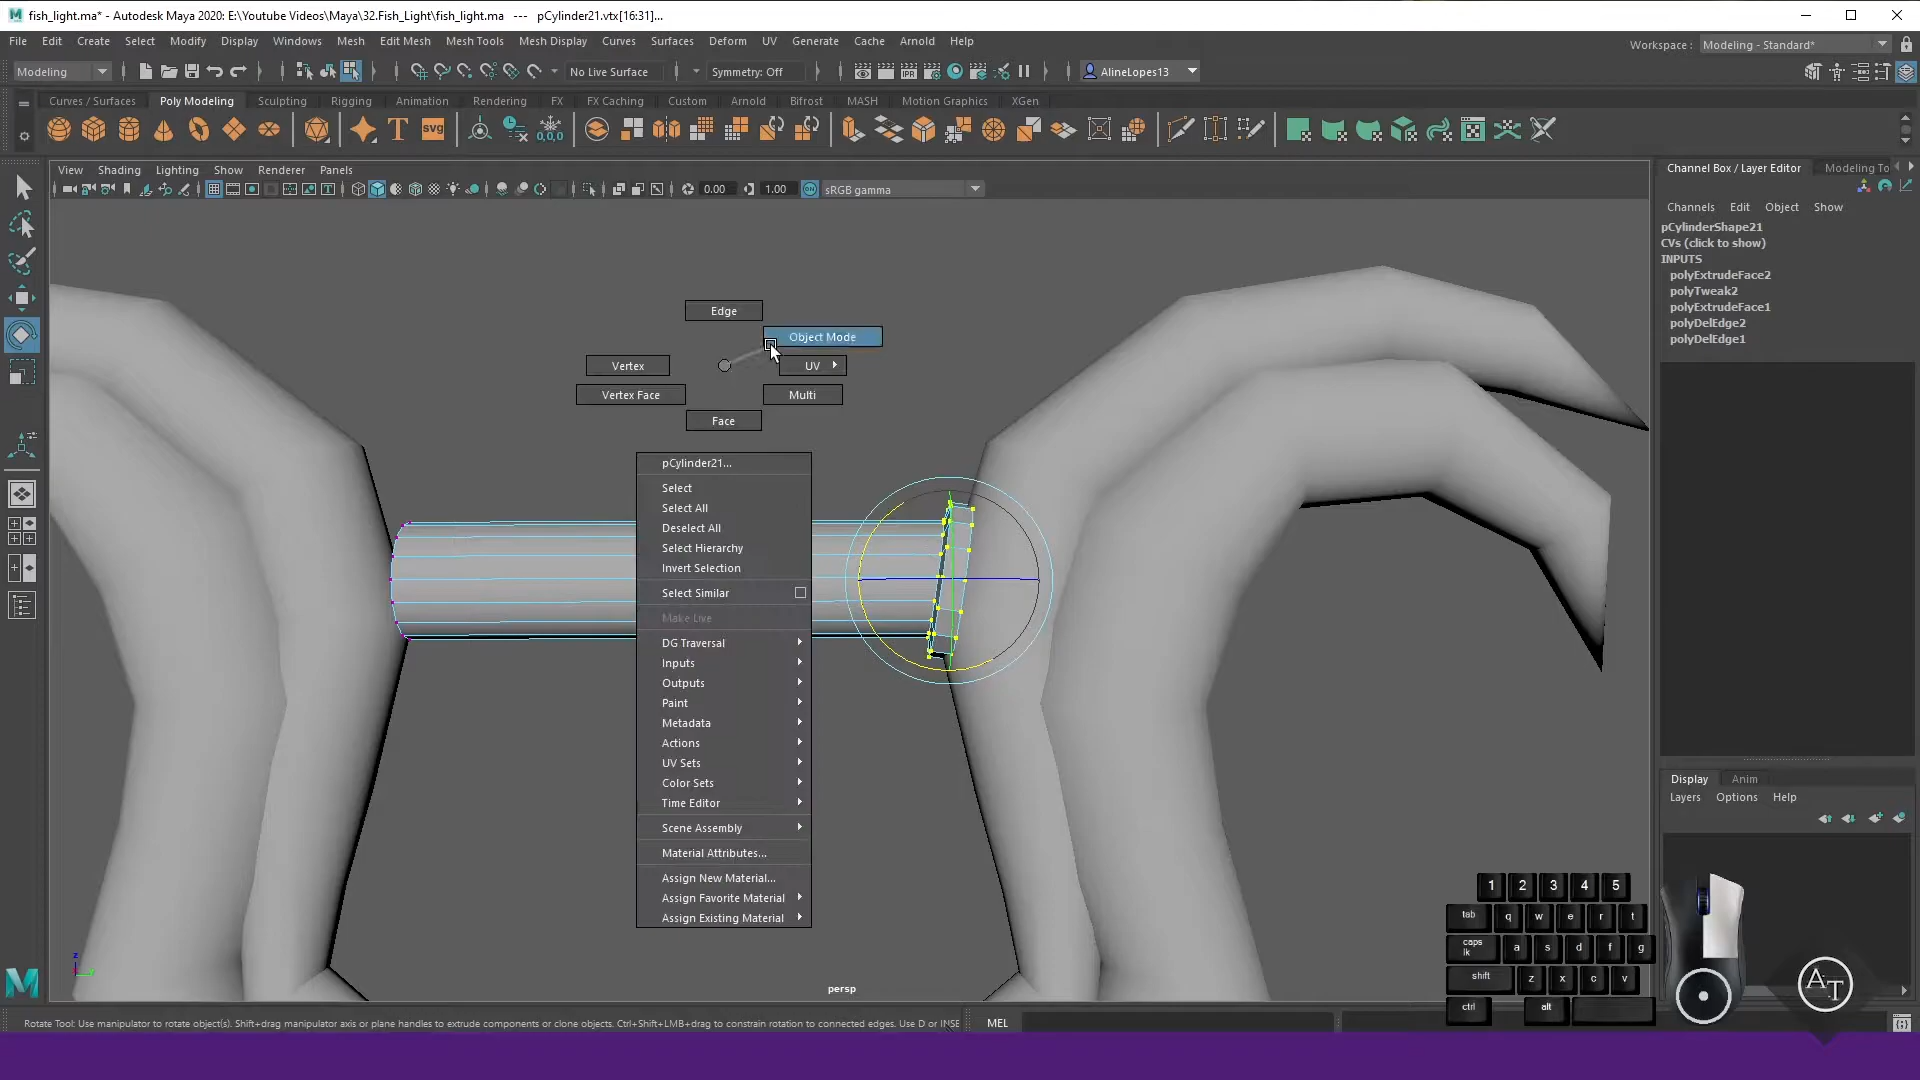 fish_light.ma* - Autodesk Maya 2020: E:\Youtube Videos\Maya\32.Fish_Light\fish_light.ma --- pCylinder21.vtx[16:31]...
File Edit Create Select Modify Display Windows Mesh Edit Mesh Mesh Tools Mesh Display Curves Surfaces Deform UV Generate Cache Arnold Help
Workspace : Modeling - Standard*
Modeling No Live Surface Symmetry: Off AlineLopes13
Curves / Surfaces Poly Modeling Sculpting Rigging Animation Rendering FX FX Caching Custom Arnold Bifrost MASH Motion Graphics XGen
T svg 0,0,0
View Shading Lighting Show Renderer Panels
0.00 1.00 ON sRGB gamma
Channel Box / Layer Editor Modeling To
Channels Edit Object Show
pCylinderShape21
CVs (click to show)
INPUTS
polyExtrudeFace2
polyTweak2
polyExtrudeFace1
polyDelEdge2
polyDelEdge1
Edge
Object Mode
Vertex UV
Vertex Face Multi
Face
pCylinder21...
Select
Select All
Deselect All
Select Hierarchy
Invert Selection
Select Similar
Make Live
DG Traversal
Inputs
Outputs
Paint
Metadata
Actions
UV Sets
Color Sets
Time Editor
Scene Assembly
Material Attributes...
Assign New Material...
Assign Favorite Material
Assign Existing Material
Display Anim
Layers Options Help
1 2 3 4 5
tab q w e r t
caps lk a s d f g
shift z x c v
ctrl alt
AT
z
persp
M
Rotate Tool: Use manipulator to rotate object(s). Shift+drag manipulator axis or plane handles to extrude components or clone objects. Ctrl+Shift+LMB+drag to constrain rotation to connected edges. Use D or INSE
MEL